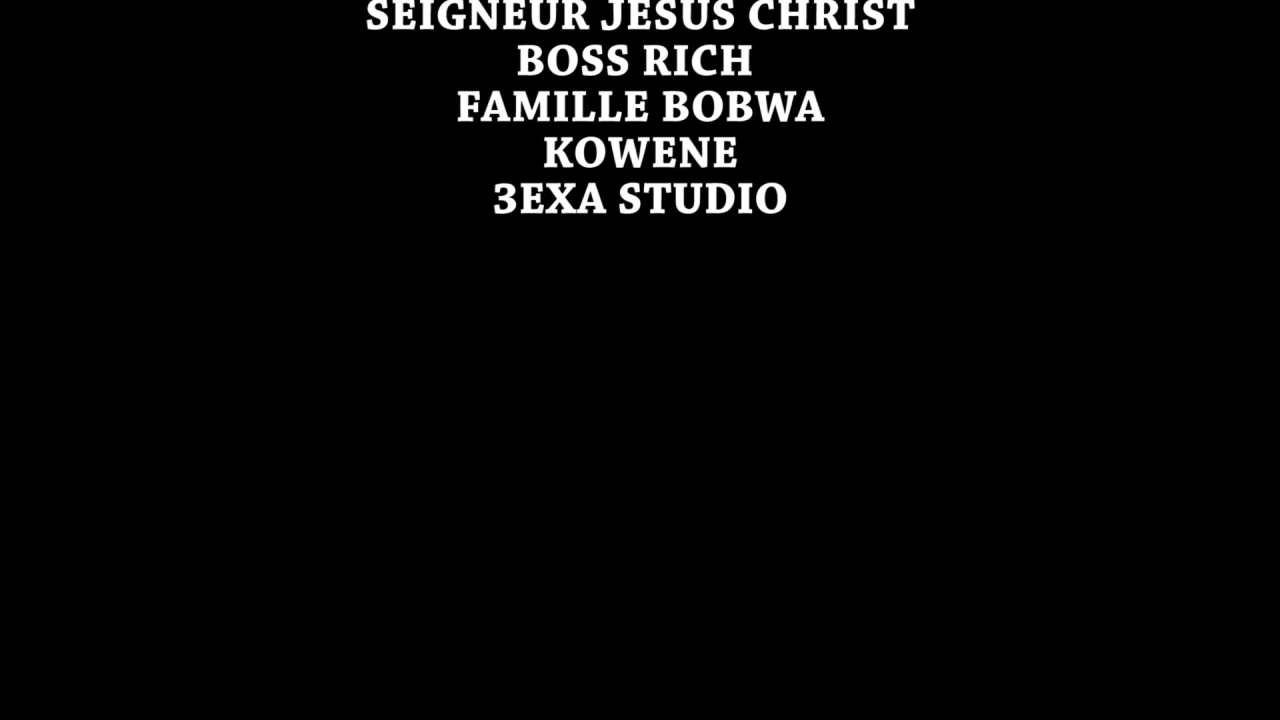 SEIGNEUR JESUS CHRIST
BOSS RICH
FAMILLE BOBWA
KOWENE
3EXA STUDIO